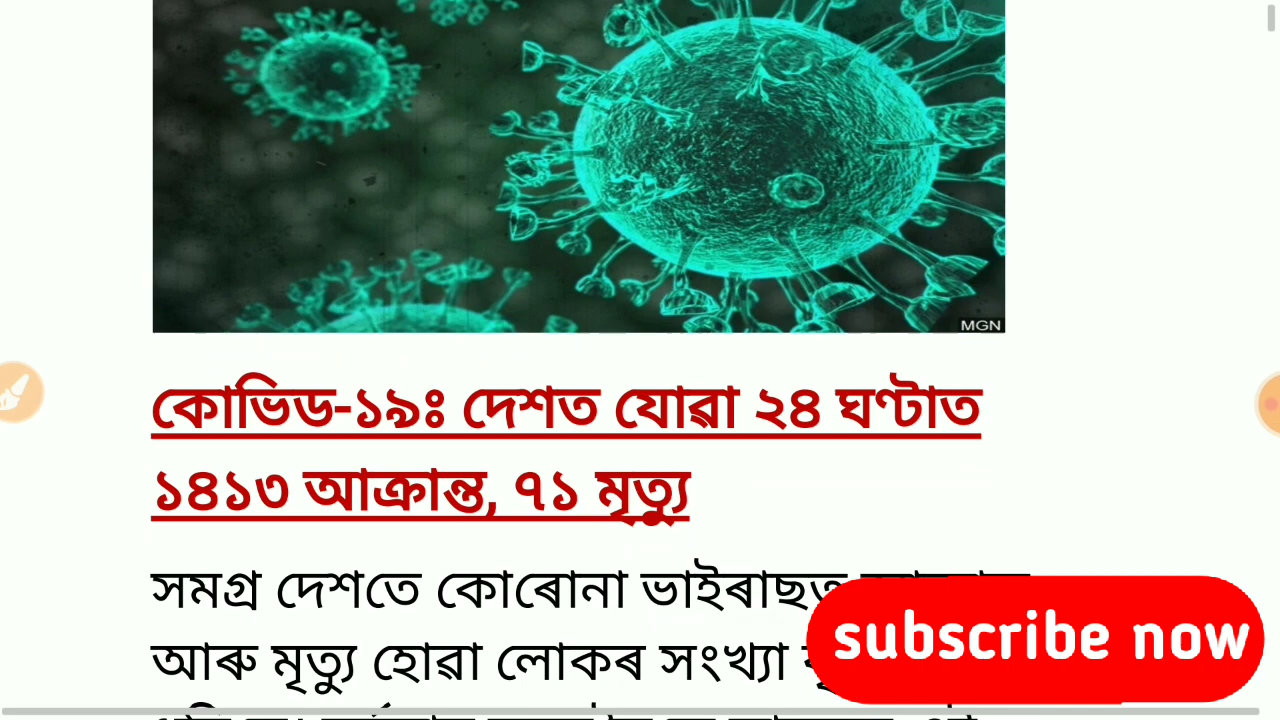 MGN
কোভিড-১৯ঃ দেশত যোৱা ২৪ ঘণ্টাত
১৪১৩ আক্ৰান্ত, ৭১ মৃত্যু
সমগ্ৰ দেশতে কোৰোনা ভাইৰাছত
আৰু মৃত্যু হোৱা লোকৰ সংখ্যা
subscribe now